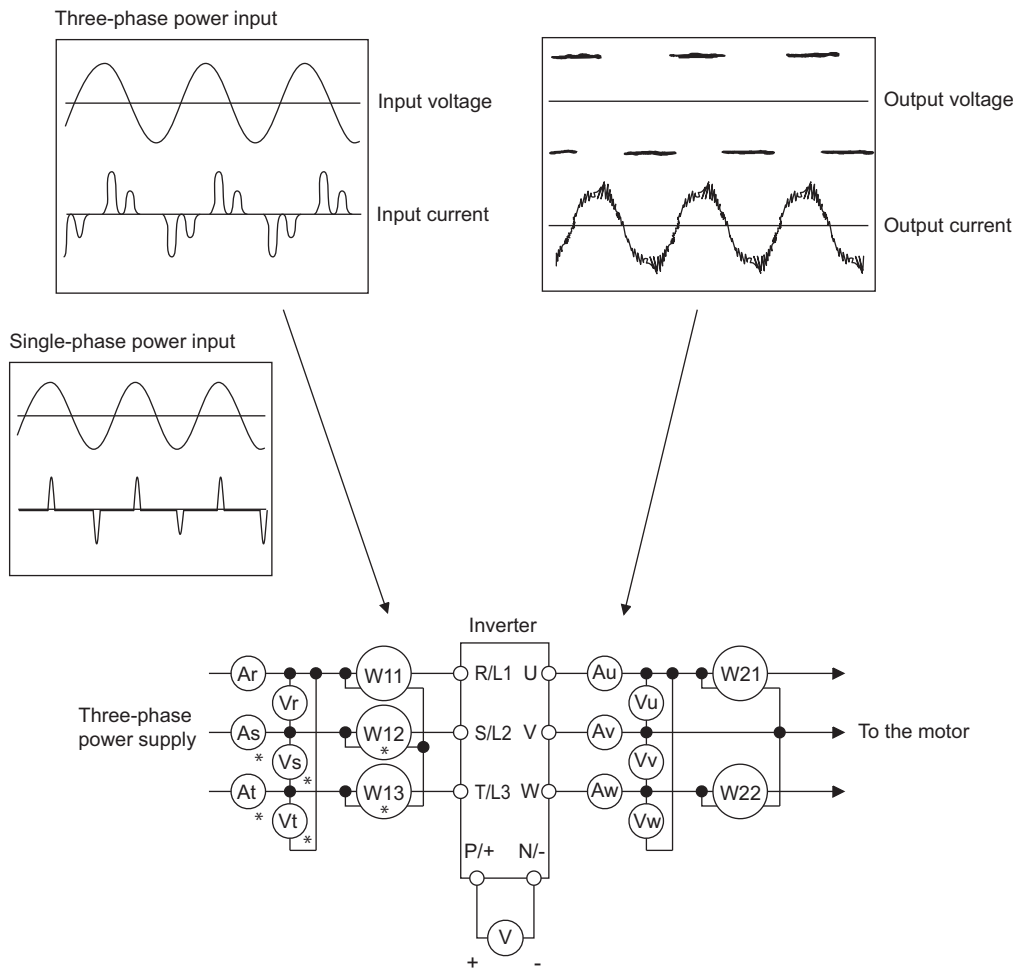 Three-phase power input
Input voltage
Input current
Output voltage
Output current
Single-phase power input
Inverter
Three-phase
power supply
Ar
Vr
W11
R/L1 U
Au
Vu
W21
As
*
Vs
*
W12
*
S/L2 V
Av
Vv
To the motor
At
*
Vt
*
W13
*
T/L3 W
Aw
Vw
W22
P/+ N/-
V
+ -